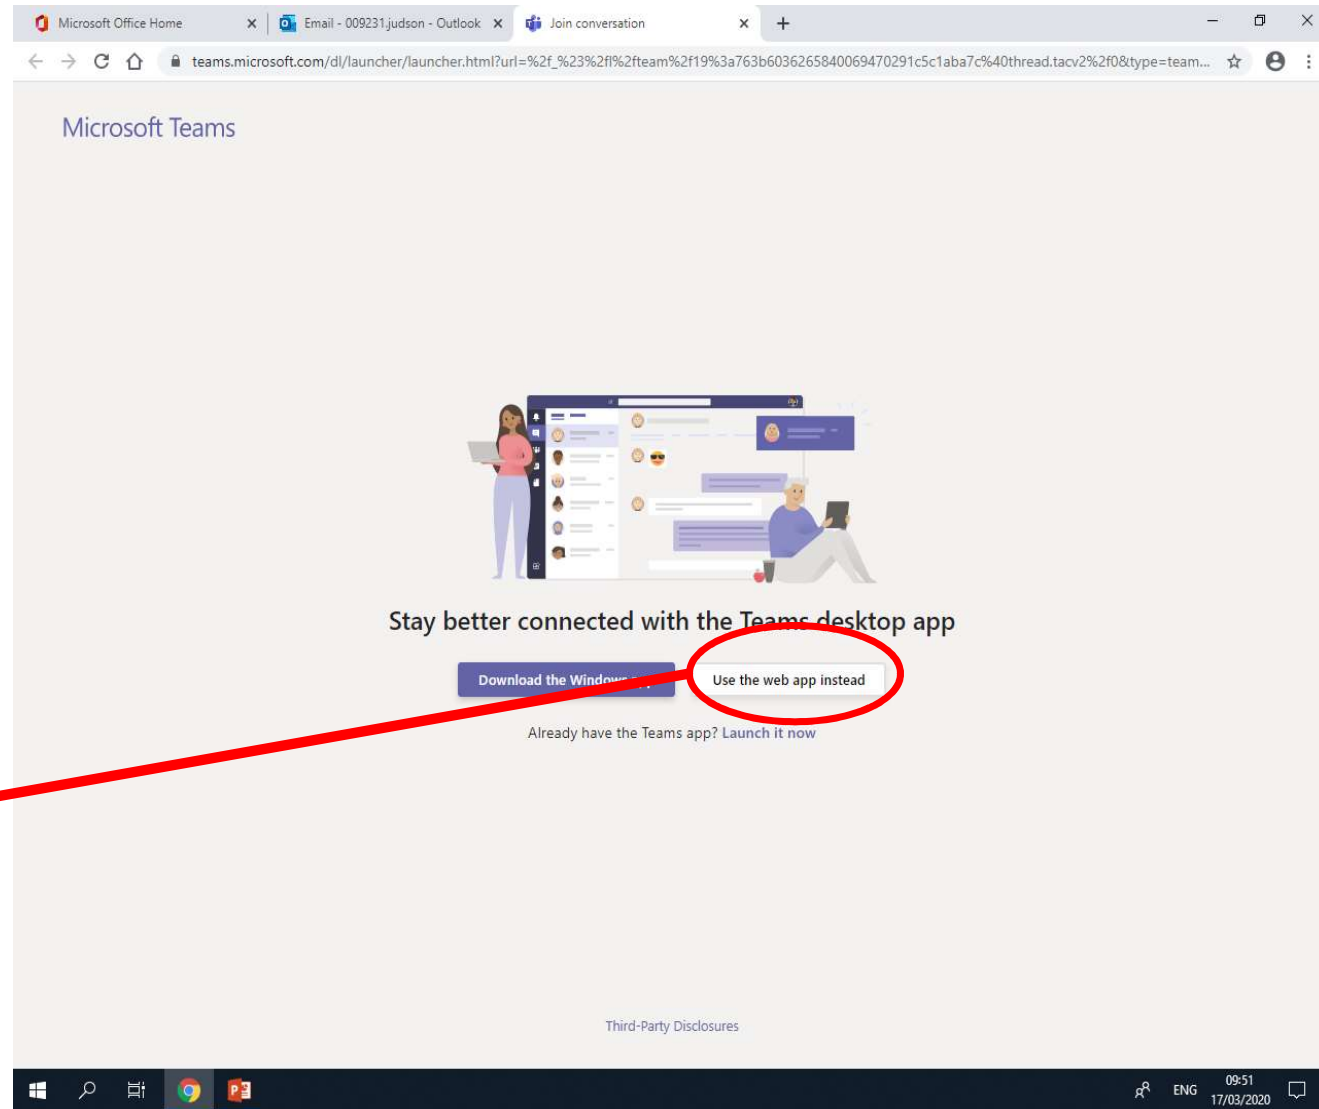 Microsoft Office Home
Email - 009231.judson - Outlook
Join conversation
teams.microsoft.com/dl/launcher/launcher.html?url=%2f_%23%2fl%2fteam%2f19%3a763b6036265840069470291c5c1aba7c%40thread.tacv2%2f0&type=team...
Microsoft Teams
Stay better connected with the Teams desktop app
Download the Windows
Use the web app instead
Already have the Teams app? Launch it now
Third-Party Disclosures
ENG
09:51
17/03/2020